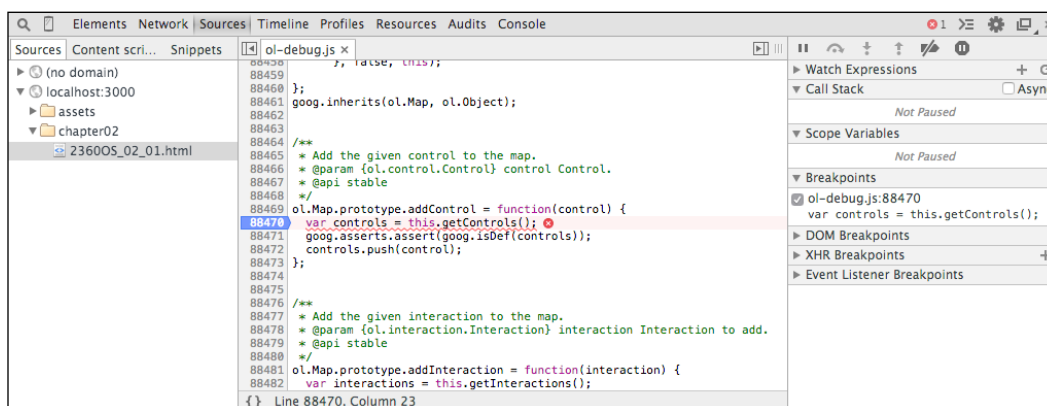 Elements Network Sources Timeline Profiles Resources Audits Console 1
Sources Content scri... Snippets
(no domain)
localhost:3000
assets
chapter02
2360OS_02_01.html
ol-debug.js ×
88458 }, false, this);
88459
88460 };
88461 goog.inherits(ol.Map, ol.Object);
88462
88463
88464 /**
88465 * Add the given control to the map.
88466 * @param {ol.control.Control} control Control.
88467 * @api stable
88468 */
88469 ol.Map.prototype.addControl = function(control) {
88470 var controls = this.getControls();
88471 goog.asserts.assert(goog.isDef(controls));
88472 controls.push(control);
88473 };
88474
88475
88476 /**
88477 * Add the given interaction to the map.
88478 * @param {ol.interaction.Interaction} interaction Interaction to add.
88479 * @api stable
88480 */
88481 ol.Map.prototype.addInteraction = function(interaction) {
88482 var interactions = this.getInteractions();
{ } Line 88470, Column 23
Watch Expressions
Call Stack Asyn
Not Paused
Scope Variables
Not Paused
Breakpoints
ol-debug.js:88470
var controls = this.getControls();
DOM Breakpoints
XHR Breakpoints
Event Listener Breakpoints